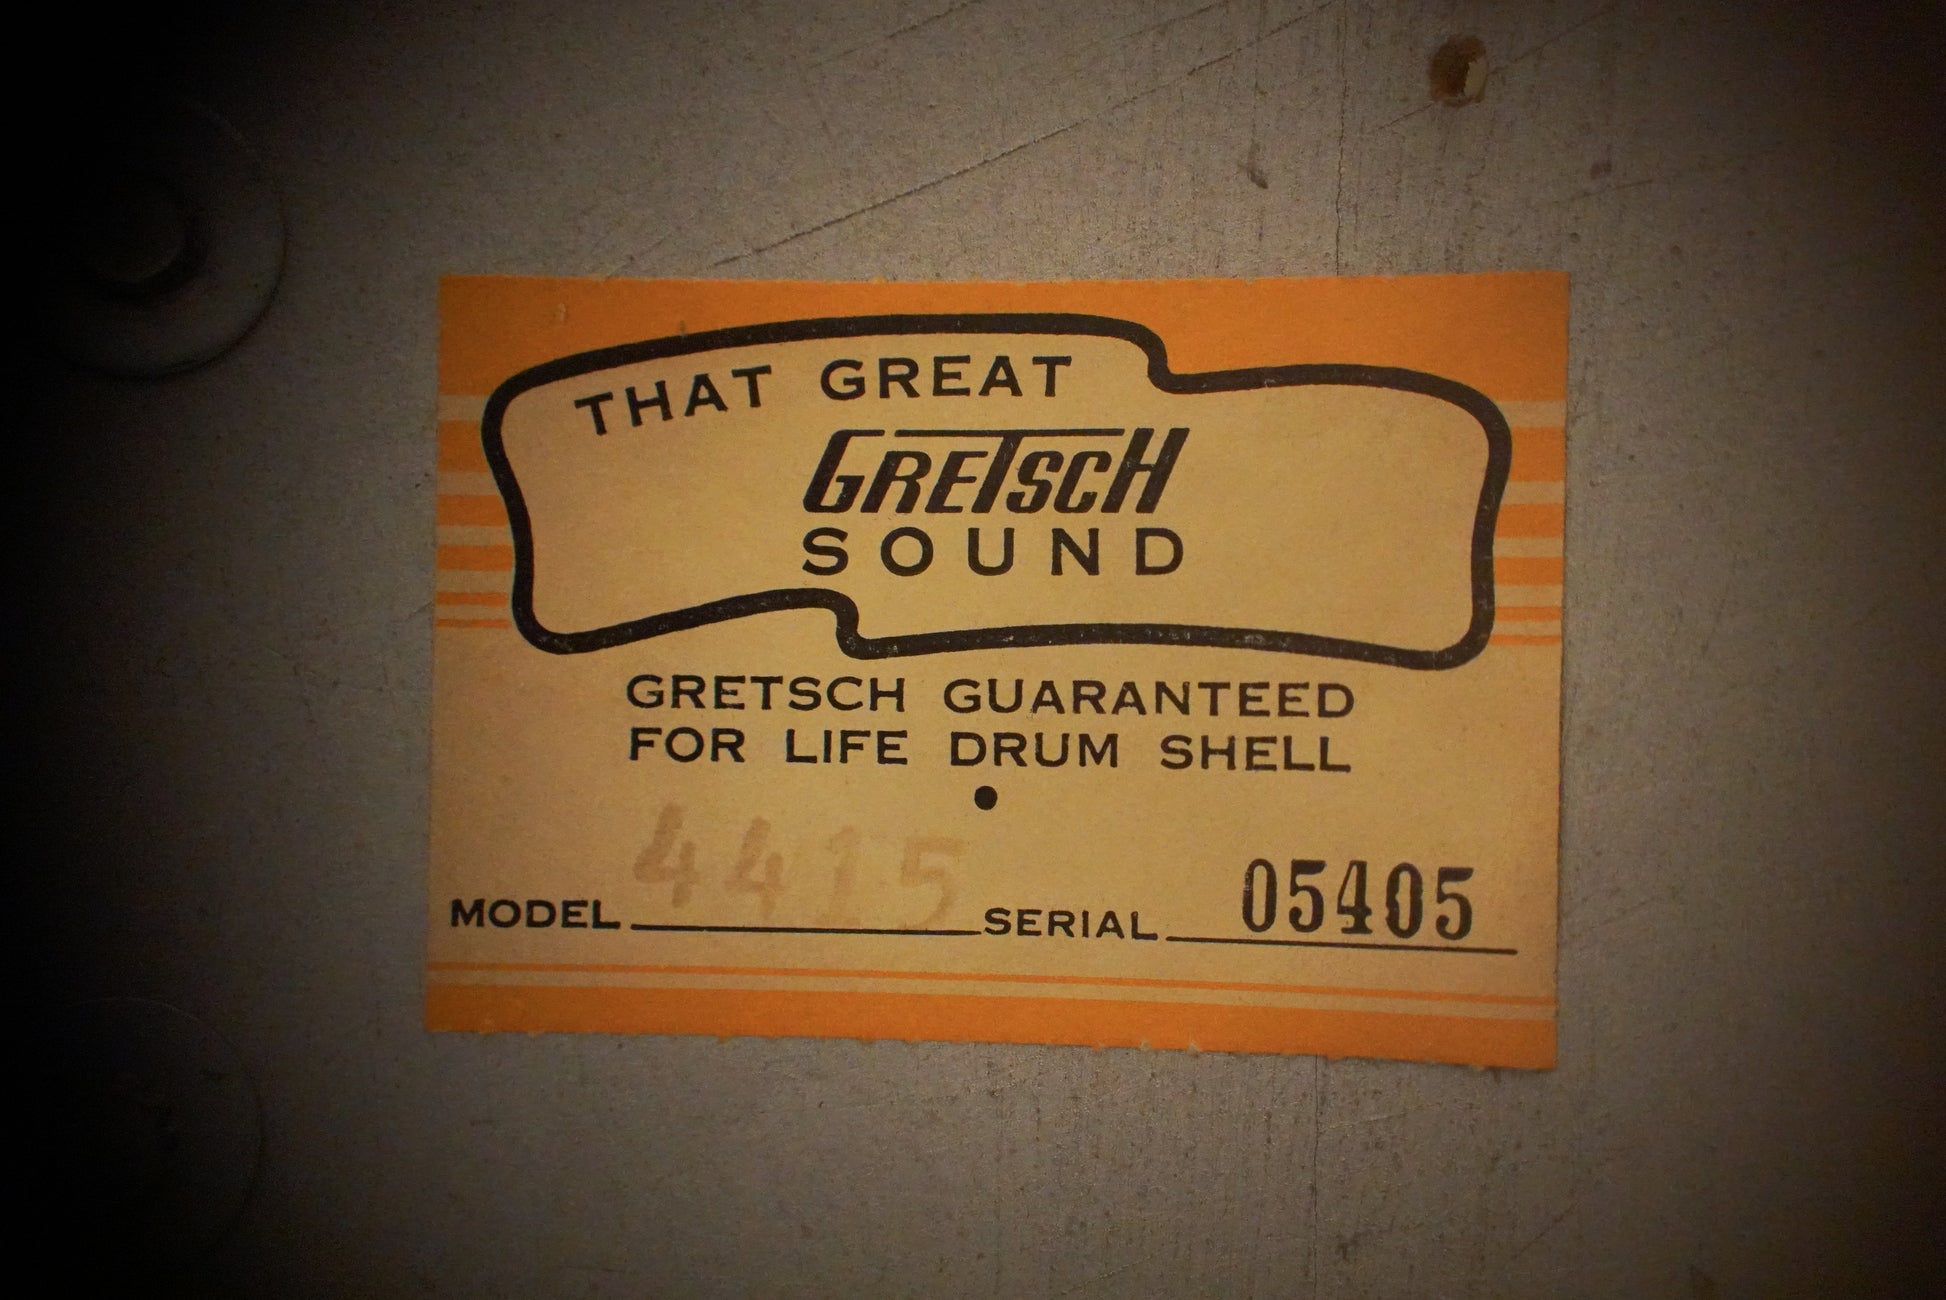 THAT GREAT
GRETSCH
SOUND
GRETSCH GUARANTEED
FOR LIFE DRUM SHELL
MODEL 4415 SERIAL 05405